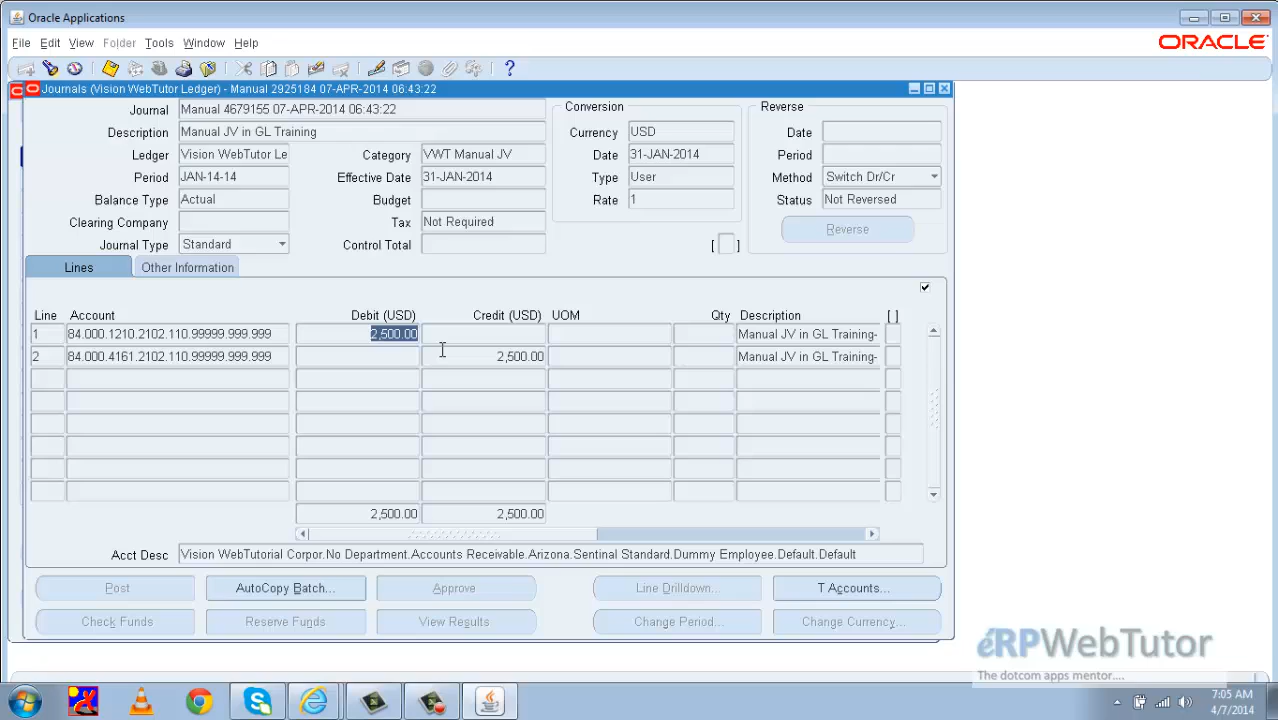 Oracle Applications
File Edit View Folder Tools Window Help
ORACLE
Journals (Vision WebTutor Ledger) - Manual 2925184 07-APR-2014 06:43:22
Journal Manual 4679155 07-APR-2014 06:43:22
Description Manual JV in GL Training
Ledger Vision WebTutor Le Category VWT Manual JV
Period JAN-14-14 Effective Date 31-JAN-2014
Balance Type Actual Budget
Clearing Company Tax Not Required
Journal Type Standard Control Total
Conversion
Currency USD
Date 31-JAN-2014
Type User
Rate 1
[ ]
Reverse
Date
Period
Method Switch Dr/Cr
Status Not Reversed
Reverse
Lines Other Information
Line Account Debit (USD) Credit (USD) UOM Qty Description [ ]
1 84.000.1210.2102.110.99999.999.999 2,500.00 Manual JV in GL Training-
2 84.000.4161.2102.110.99999.999.999 2,500.00 Manual JV in GL Training-
2,500.00 2,500.00
Acct Desc Vision WebTutorial Corpor.No Department.Accounts Receivable.Arizona.Sentinal Standard.Dummy Employee.Default.Default
Post AutoCopy Batch... Approve Line Drilldown... T Accounts...
Check Funds Reserve Funds View Results Change Period... Change Currency...
eRPWebTutor
The dotcom apps mentor....
7:05 AM
4/7/2014